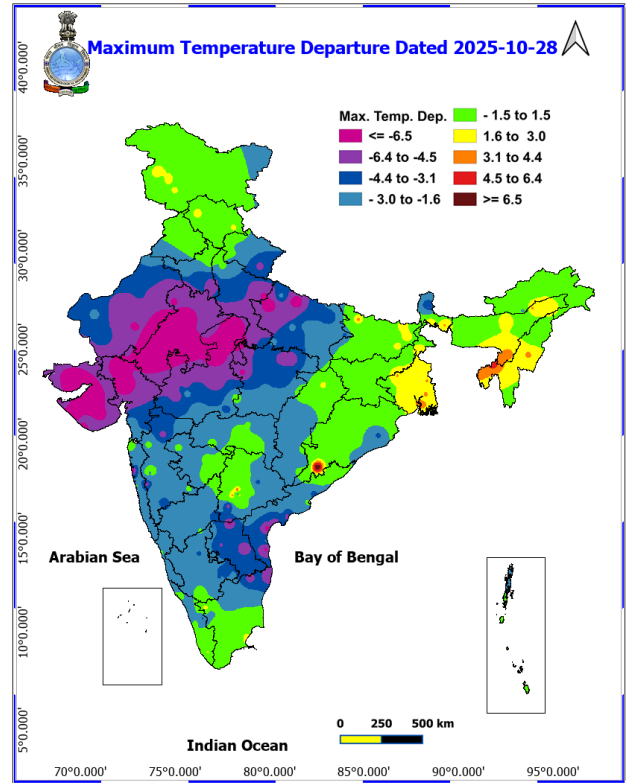 Maximum Temperature Departure Dated 2025-10-28
Max. Temp. Dep.
<= -6.5
-6.4 to -4.5
-4.4 to -3.1
- 3.0 to -1.6
- 1.5 to 1.5
1.6 to 3.0
3.1 to 4.4
4.5 to 6.4
>= 6.5
40°0.000'
35°0.000'
30°0.000'
25°0.000'
20°0.000'
15°0.000'
10°0.000'
5°0.000'
Arabian Sea
Bay of Bengal
Indian Ocean
0 250 500 km
70°0.000' 75°0.000' 80°0.000' 85°0.000' 90°0.000' 95°0.000'